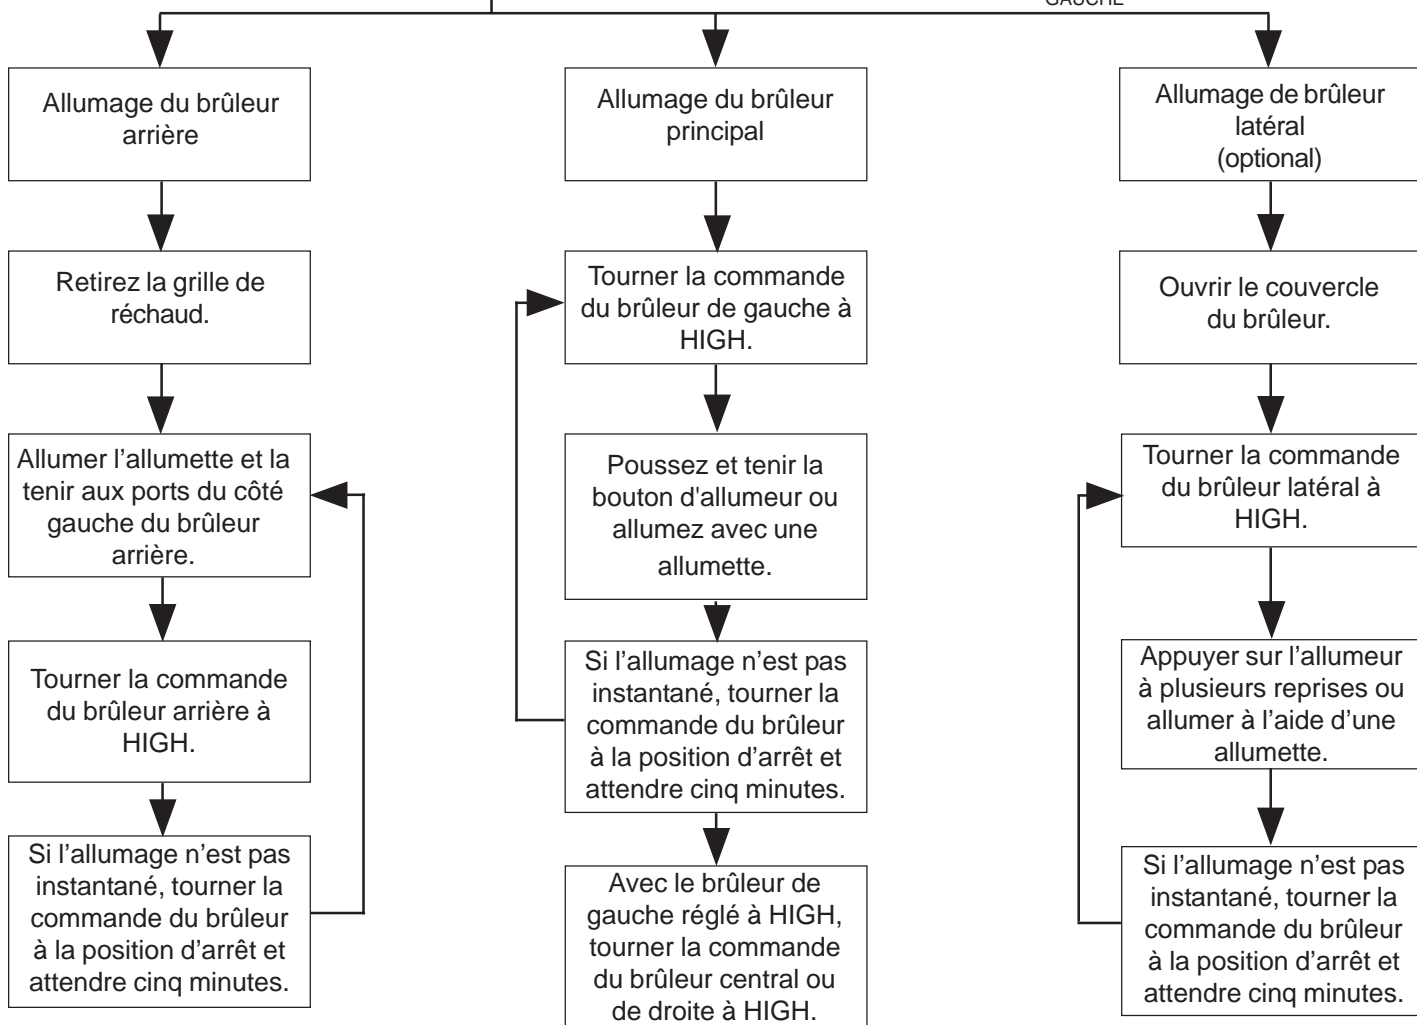 GAUCHE
Allumage du brûleur
arrière
Retirez la grille de
réchaud.
Allumer l’allumette et la
tenir aux ports du côté
gauche du brûleur
arrière.
Tourner la commande
du brûleur arrière à
HIGH.
Si l’allumage n’est pas
instantané, tourner la
commande du brûleur
à la position d’arrêt et
attendre cinq minutes.
Allumage du brûleur
principal
Tourner la commande
du brûleur de gauche à
HIGH.
Poussez et tenir la
bouton d'allumeur ou
allumez avec une
allumette.
Si l’allumage n’est pas
instantané, tourner la
commande du brûleur
à la position d’arrêt et
attendre cinq minutes.
Avec le brûleur de
gauche réglé à HIGH,
tourner la commande
du brûleur central ou
de droite à HIGH.
Allumage de brûleur
latéral
(optional)
Ouvrir le couvercle
du brûleur.
Tourner la commande
du brûleur latéral à
HIGH.
Appuyer sur l’allumeur
à plusieurs reprises ou
allumer à l’aide d’une
allumette.
Si l’allumage n’est pas
instantané, tourner la
commande du brûleur
à la position d’arrêt et
attendre cinq minutes.